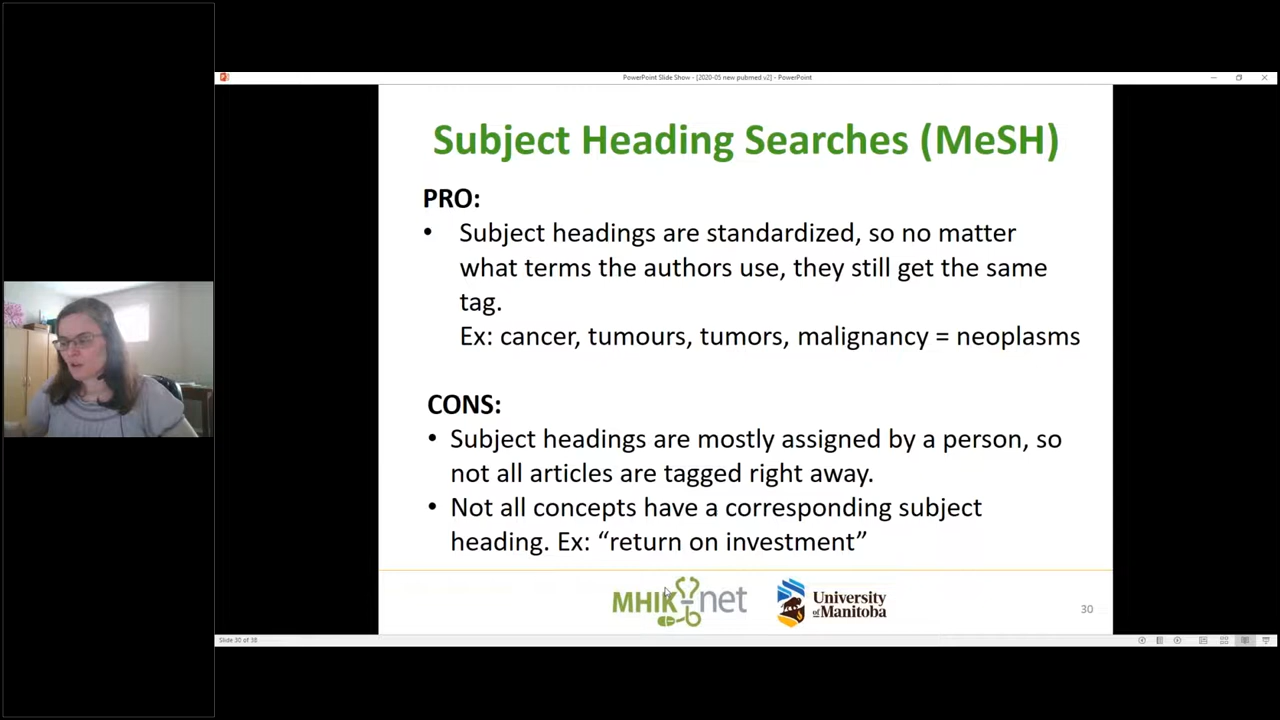 PowerPoint Slide Show - [2020-05 new pubmed v2] - PowerPoint
Subject Heading Searches (MeSH)
PRO:
• Subject headings are standardized, so no matter
what terms the authors use, they still get the same
tag.
Ex: cancer, tumours, tumors, malignancy = neoplasms
CONS:
• Subject headings are mostly assigned by a person, so
not all articles are tagged right away.
• Not all concepts have a corresponding subject
heading. Ex: “return on investment”
MHIK-net
University
of Manitoba
30
Slide 30 of 38